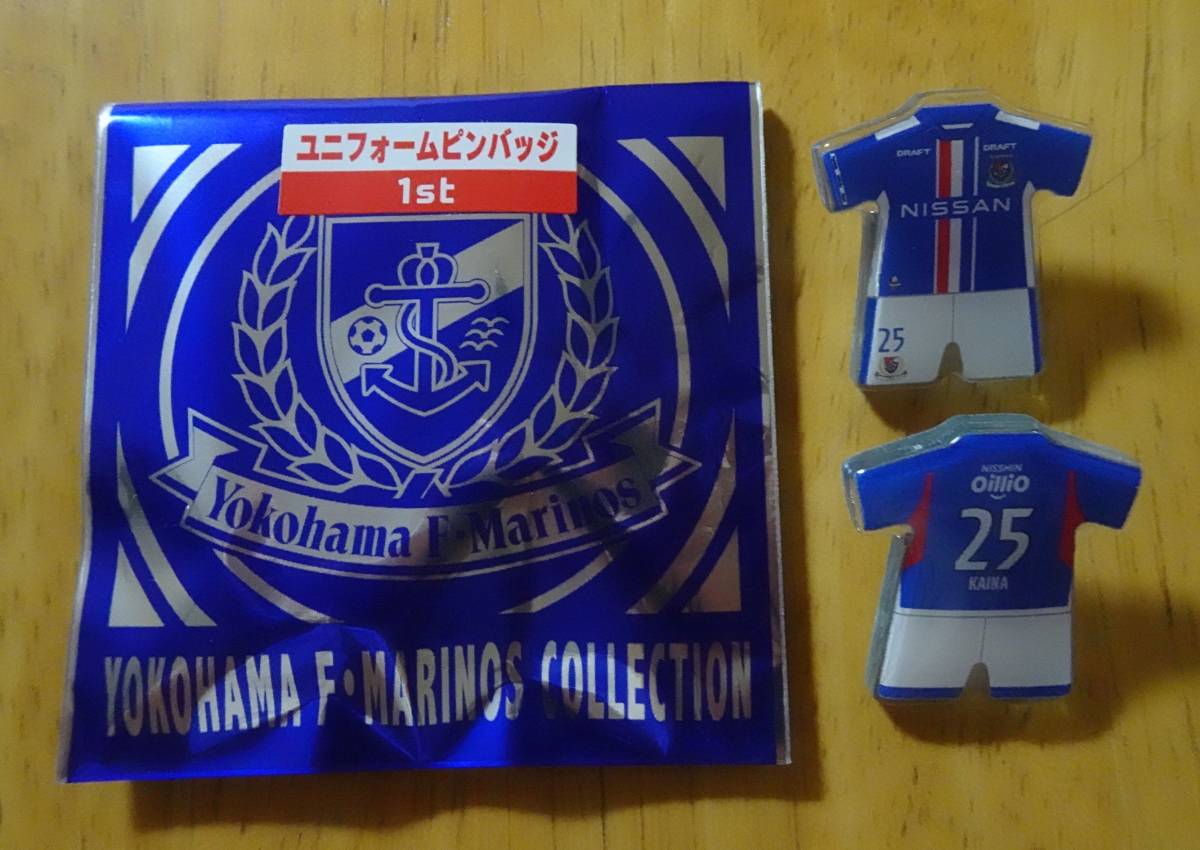 ユニフォームピンバッジ
1st
Yokohama F·Marinos
YOKOHAMA F·MARINOS COLLECTION
DRAFT DRAFT
NISSAN
25
NISSHIN
OilliO
25
KAINA